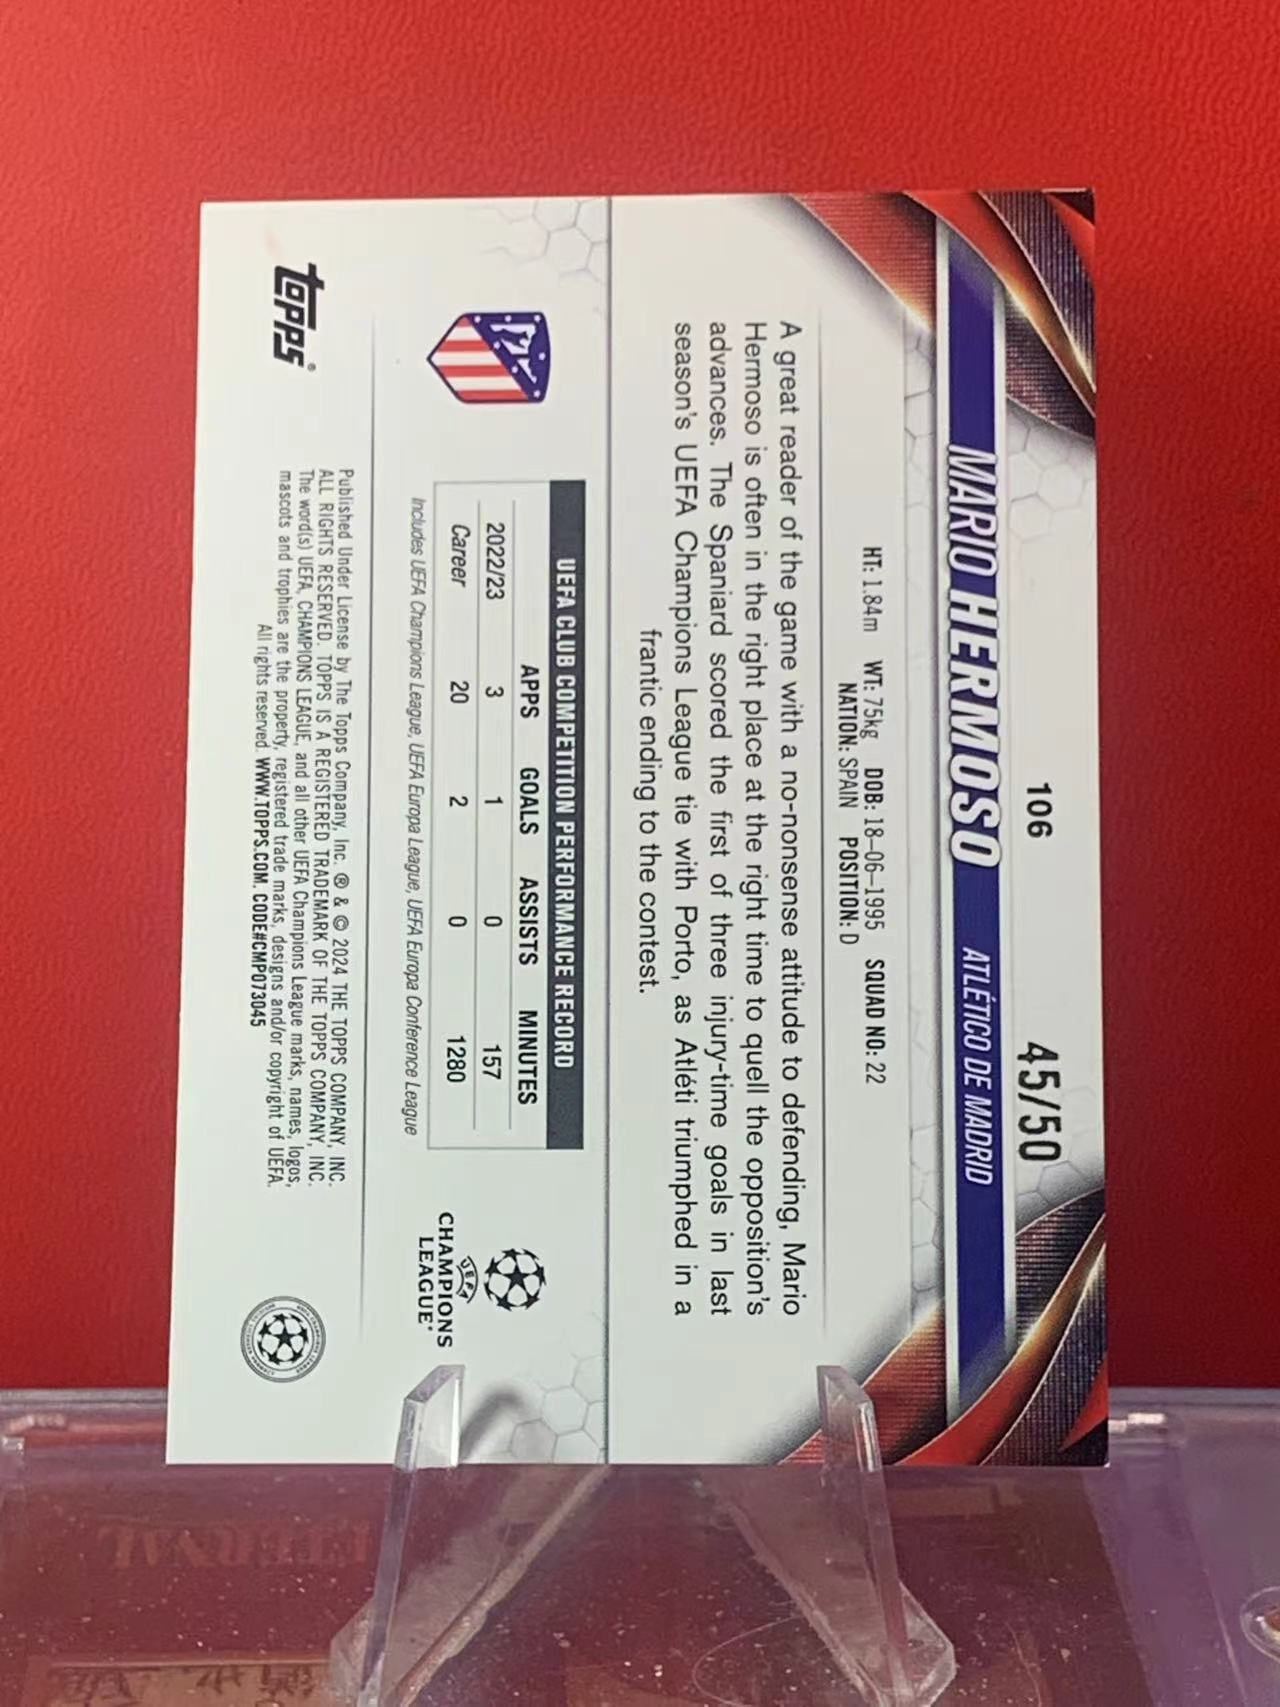 106
45/50
MARIO HERMOSO ATLÉTICO DE MADRID
HT: 1.84m WT: 75kg DOB: 18-06-1995 SQUAD NO: 22
NATION: SPAIN POSITION: D
A great reader of the game with a no-nonsense attitude to defending, Mario
Hermoso is often in the right place at the right time to quell the opposition's
advances. The Spaniard scored the first of three injury-time goals in last
season's UEFA Champions League tie with Porto, as Atléti triumphed in a
frantic ending to the contest.
UEFA CLUB COMPETITION PERFORMANCE RECORD
APPS GOALS ASSISTS MINUTES
2022/23 3 1 0 157
Career 20 2 0 1280
Includes UEFA Champions League, UEFA Europa League, UEFA Europa Conference League
UEFA
CHAMPIONS
LEAGUE
topps®
Published Under License by The Topps Company, Inc. ® & © 2024 THE TOPPS COMPANY, INC.
ALL RIGHTS RESERVED. TOPPS IS A REGISTERED TRADEMARK OF THE TOPPS COMPANY, INC.
The word(s) UEFA, CHAMPIONS LEAGUE, and all other UEFA Champions League marks, names, logos,
mascots and trophies are the property, registered trade marks, designs and/or copyright of UEFA.
All rights reserved. WWW.TOPPS.COM. CODE#CMP073045